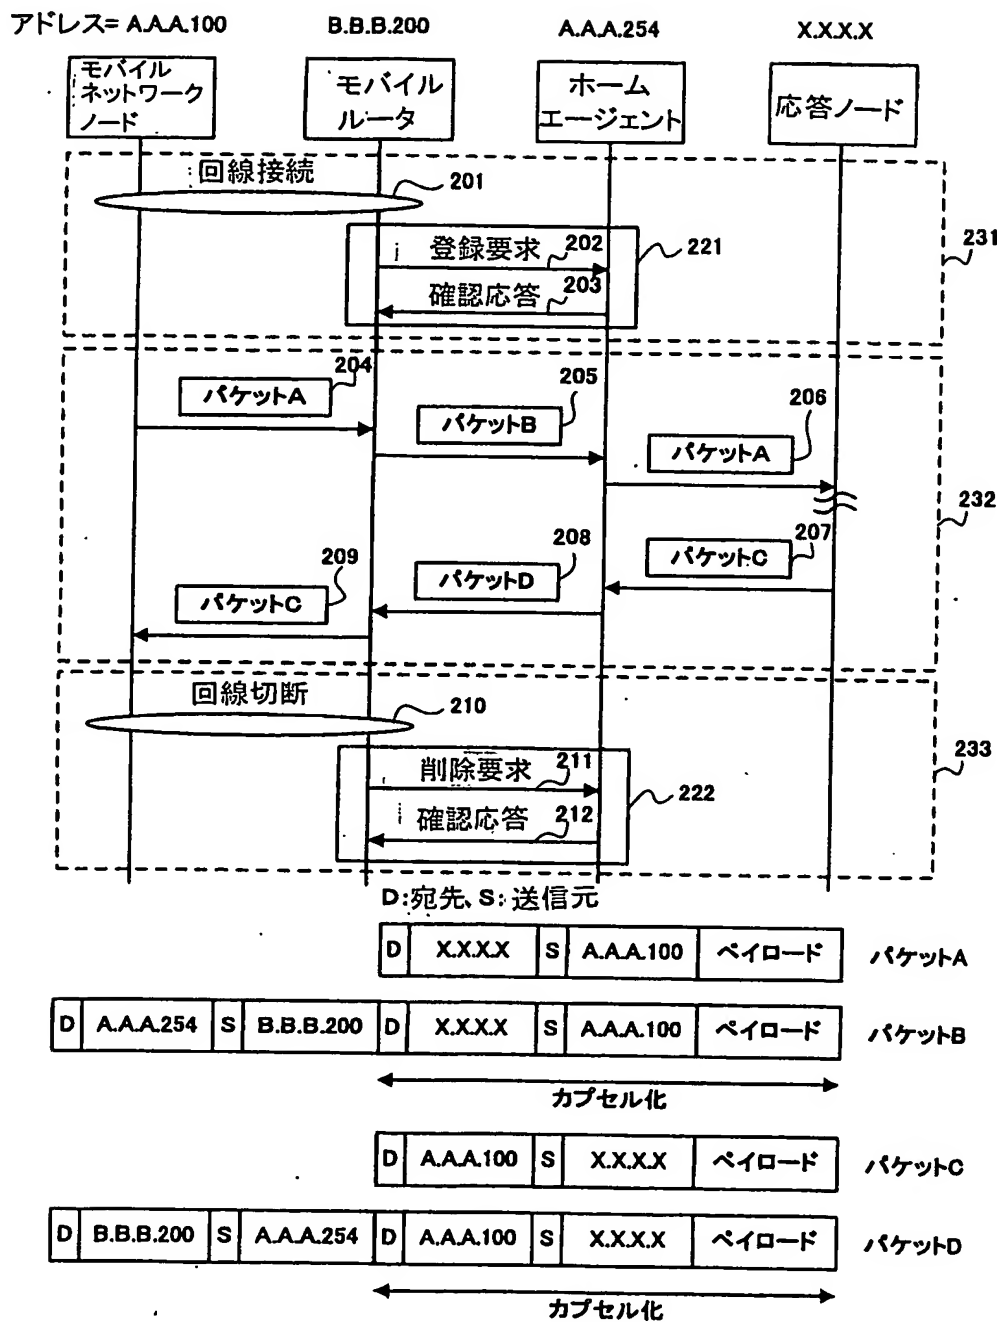 アドレス= A.A.A.100 B.B.B.200 A.A.A.254 X.X.X.X
モバイル
ネットワーク
ノード
モバイル
ルータ
ホーム
エージェント
応答ノード
回線接続
201
登録要求 202
221
231
確認応答 203
204
パケットA
205
パケットB
206
パケットA
232
207
パケットC
208
パケットD
209
パケットC
回線切断
210
削除要求 211
222
233
確認応答 212
D:宛先、S:送信元
D X.X.X.X S A.A.A.100 ペイロード パケットA
D A.A.A.254 S B.B.B.200 D X.X.X.X S A.A.A.100 ペイロード パケットB
カプセル化
D A.A.A.100 S X.X.X.X ペイロード パケットC
D B.B.B.200 S A.A.A.254 D A.A.A.100 S X.X.X.X ペイロード パケットD
カプセル化